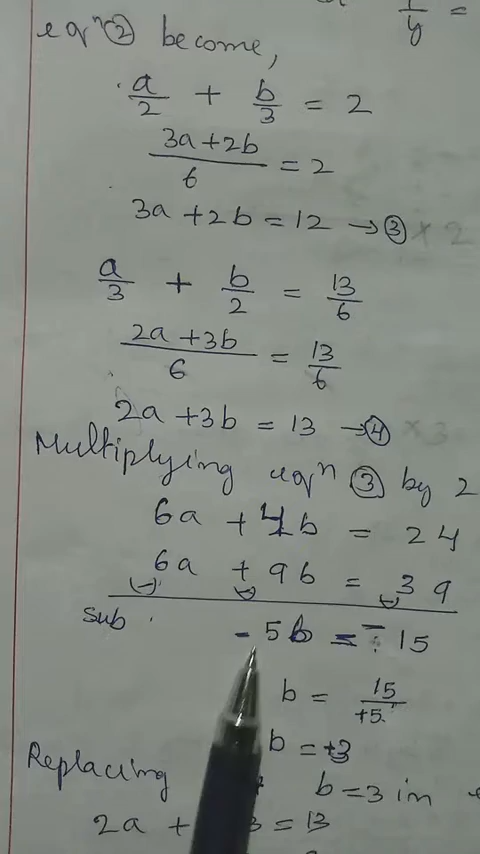 1/y =
eqⁿ ② become,
a/2 + b/3 = 2
3a+2b/6 = 2
3a +2b = 12 → ③ × 2
a/3 + b/2 = 13/6
2a+3b/6 = 13/6
2a +3b = 13 → ④ ×3
Multiplying eqⁿ ③ by 2
6a + 4b = 24
6a + 9b = 39
(-) (-) (-)
Sub
- 5b = - 15
b = 15/+5
b = +3
Replacing b=3 in
2a + 3 = 13